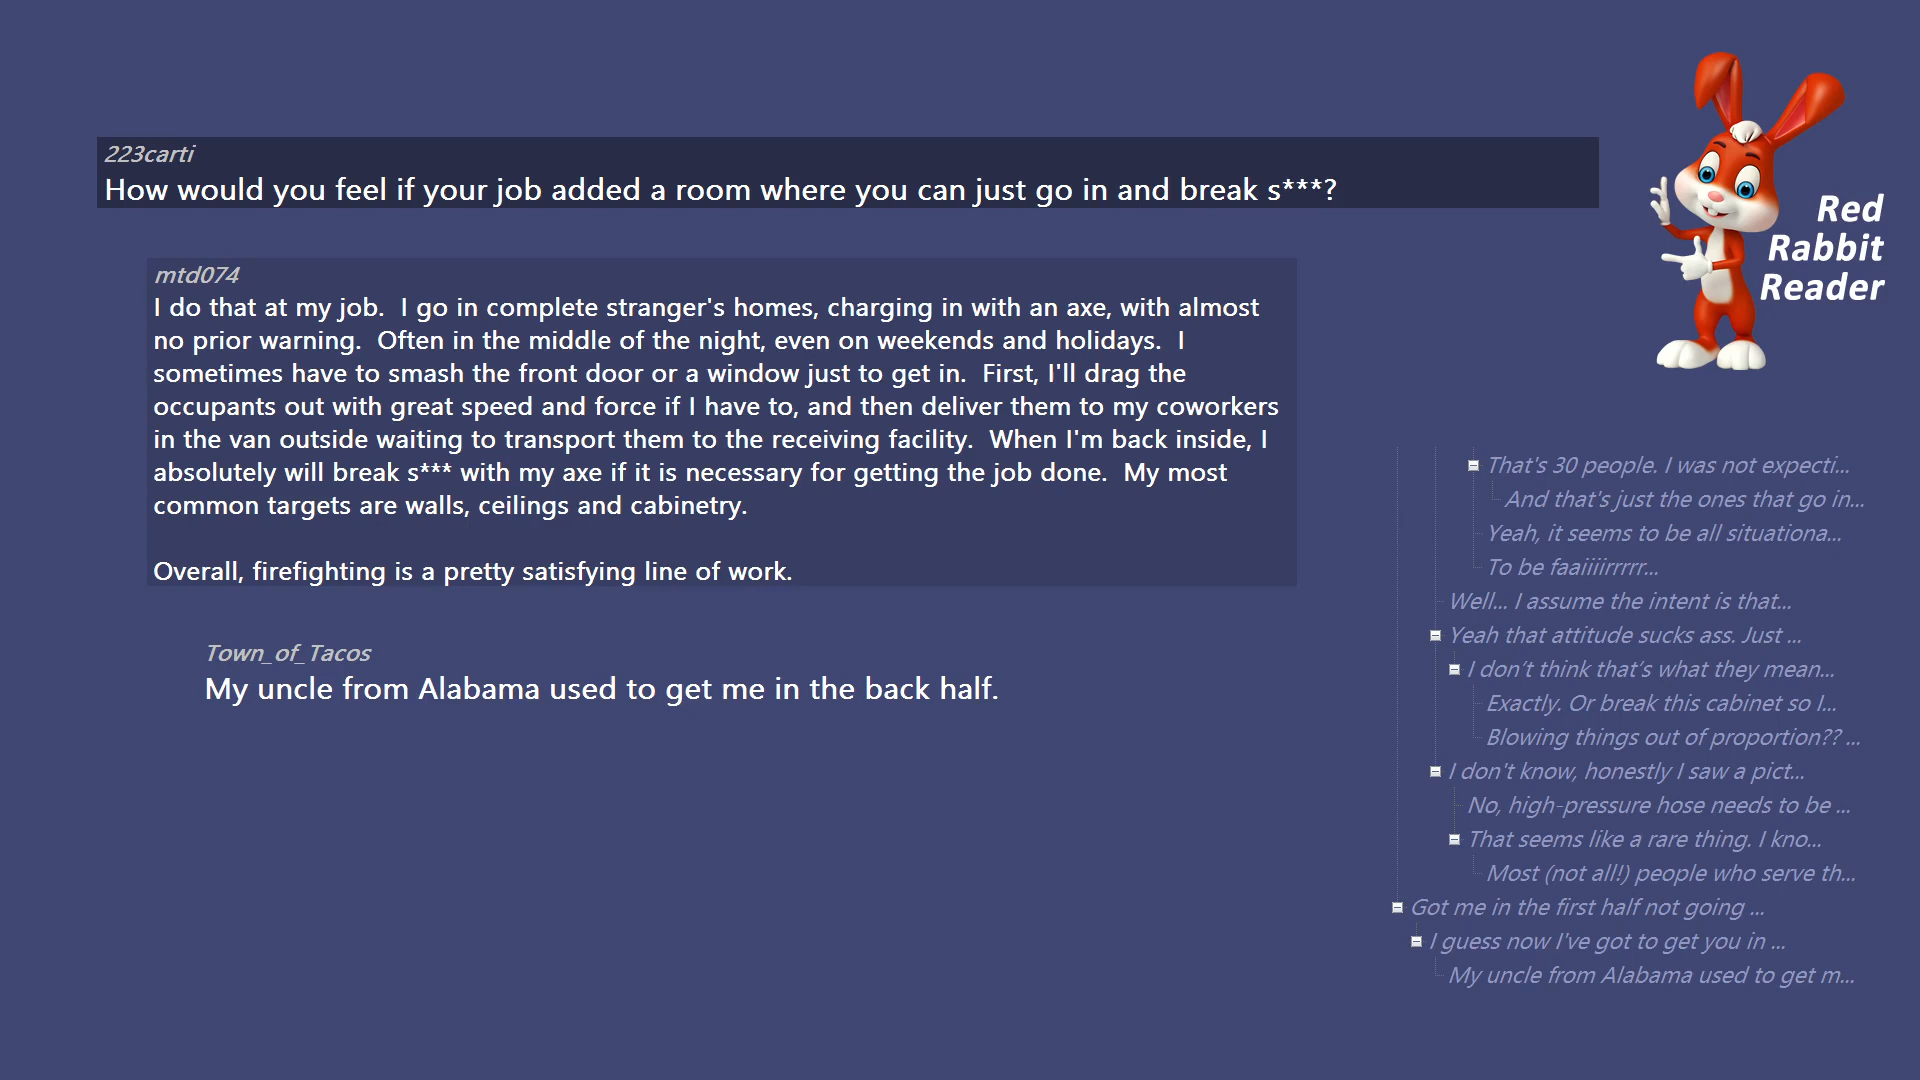 223carti
How would you feel if your job added a room where you can just go in and break s***?
Red
Rabbit
Reader
mtd074
I do that at my job.  I go in complete stranger's homes, charging in with an axe, with almost
no prior warning.  Often in the middle of the night, even on weekends and holidays.  I
sometimes have to smash the front door or a window just to get in.  First, I'll drag the
occupants out with great speed and force if I have to, and then deliver them to my coworkers
in the van outside waiting to transport them to the receiving facility.  When I'm back inside, I
absolutely will break s*** with my axe if it is necessary for getting the job done.  My most
common targets are walls, ceilings and cabinetry.
Overall, firefighting is a pretty satisfying line of work.
Town_of_Tacos
My uncle from Alabama used to get me in the back half.
That's 30 people. I was not expecti...
And that's just the ones that go in...
Yeah, it seems to be all situationa...
To be faaiiiirrrrr...
Well... I assume the intent is that...
Yeah that attitude sucks ass. Just ...
I don’t think that’s what they mean...
Exactly. Or break this cabinet so I...
Blowing things out of proportion?? ...
I don't know, honestly I saw a pict...
No, high-pressure hose needs to be ...
That seems like a rare thing. I kno...
Most (not all!) people who serve th...
Got me in the first half not going ...
I guess now I've got to get you in ...
My uncle from Alabama used to get m...